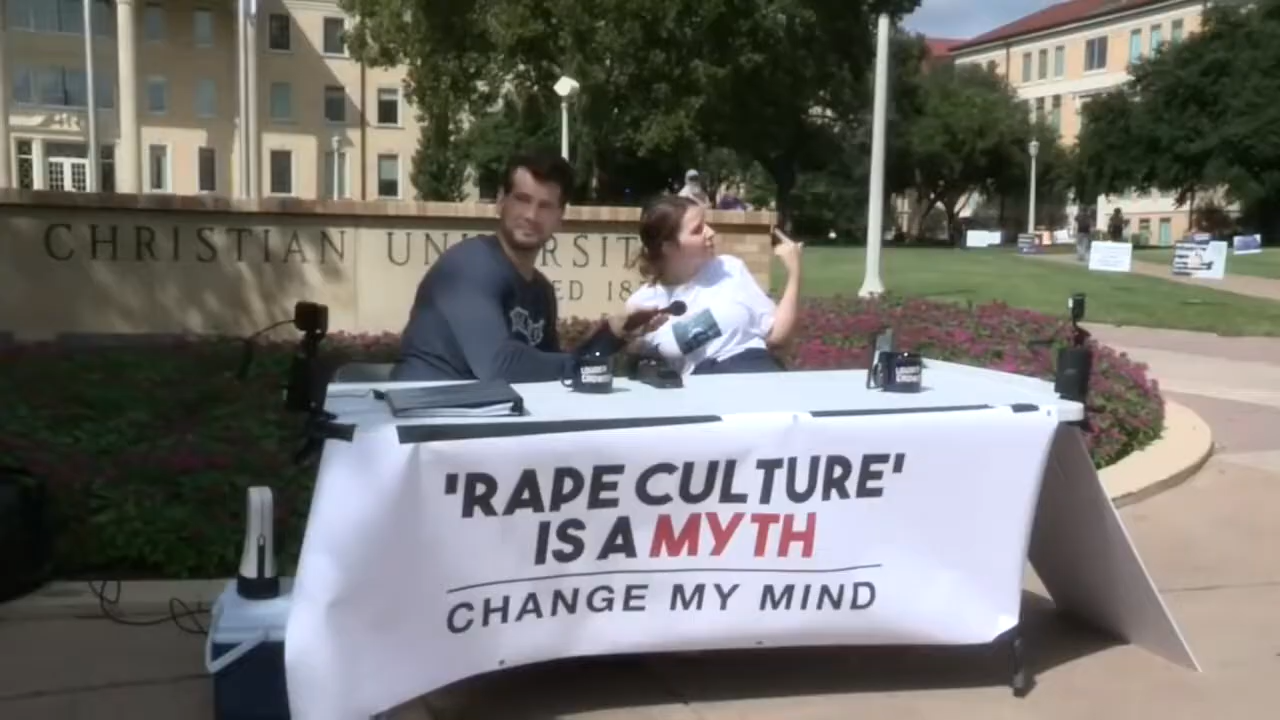 CHRISTIAN UNIVERSIT
ED 18
'RAPE CULTURE'
IS A MYTH
CHANGE MY MIND